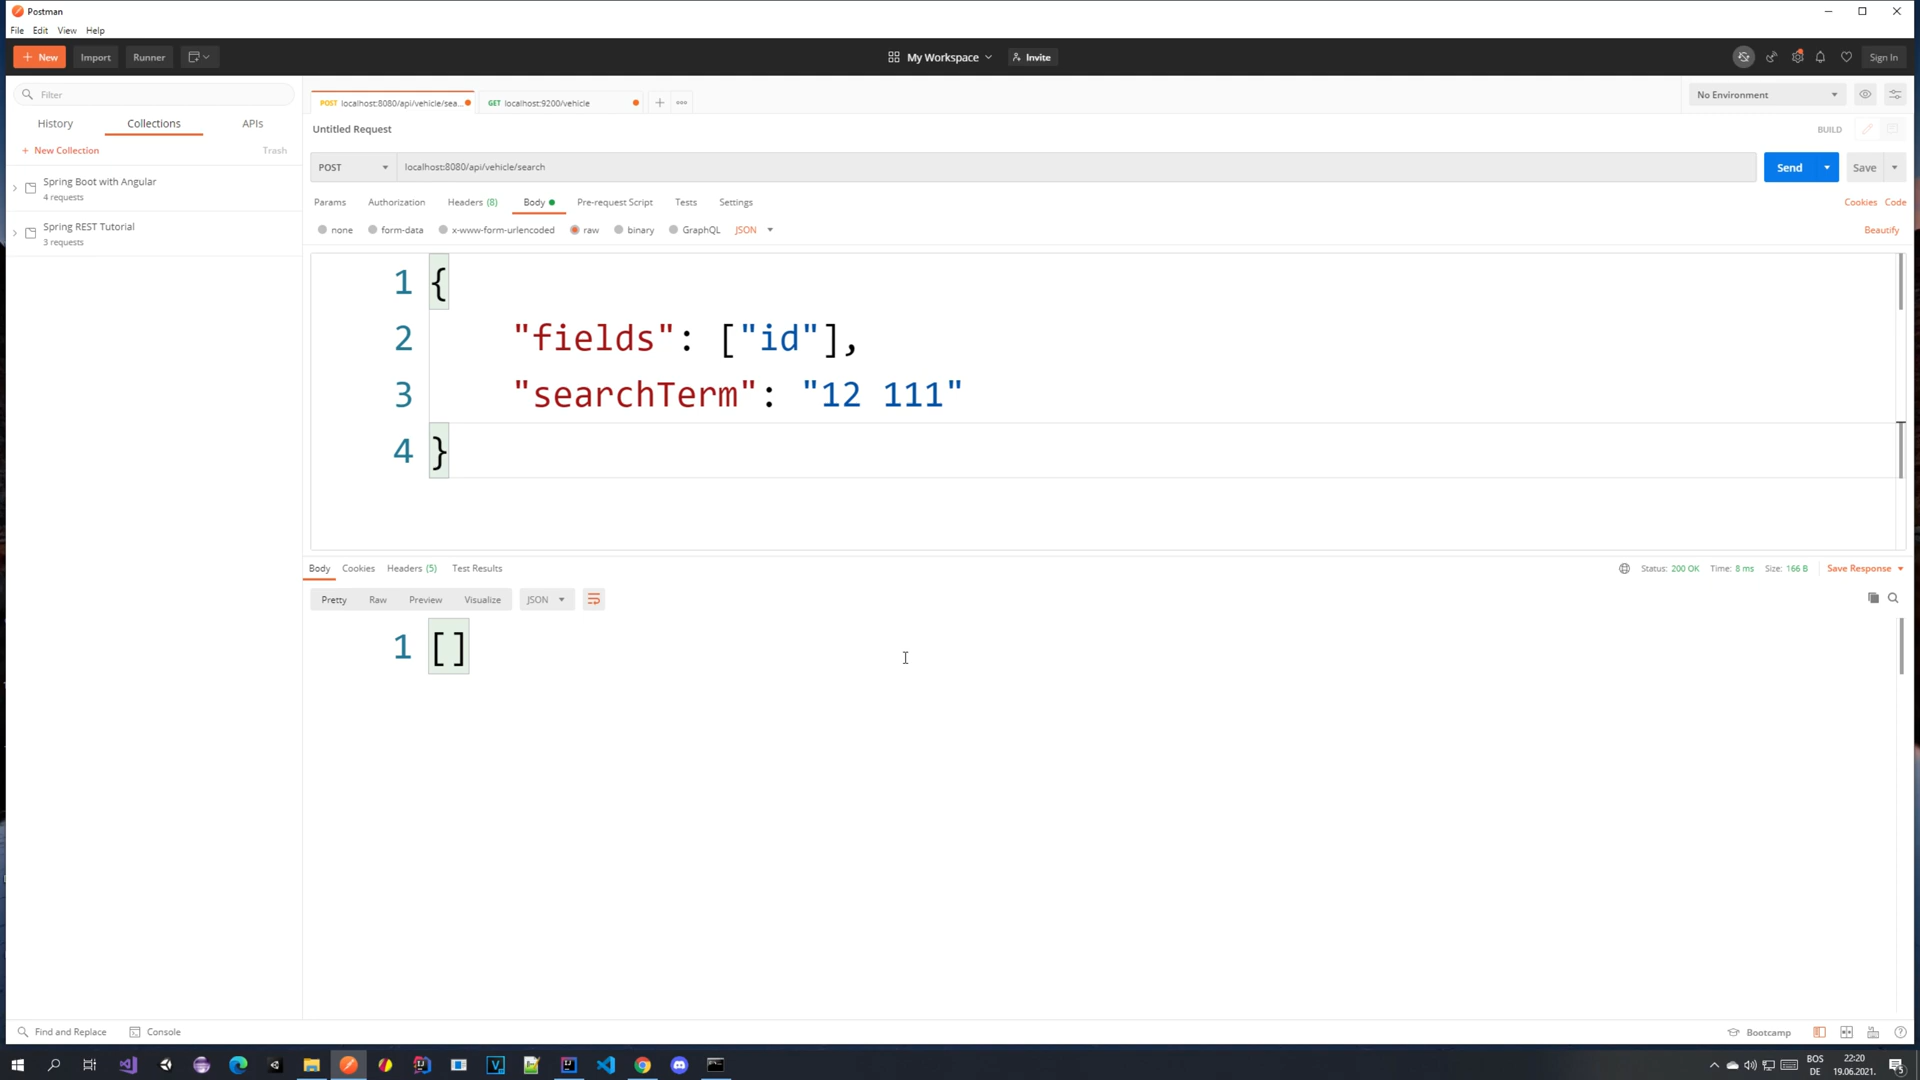 Postman
File Edit View Help
+ New Import Runner My Workspace Invite Sign In
Filter
History Collections APIs
+ New Collection Trash
Spring Boot with Angular
4 requests
Spring REST Tutorial
3 requests
POST localhost:8080/api/vehicle/sea... GET localhost:9200/vehicle + No Environment
Untitled Request BUILD
POST localhost:8080/api/vehicle/search Send Save
Params Authorization Headers (8) Body Pre-request Script Tests Settings Cookies Code
none form-data x-www-form-urlencoded raw binary GraphQL JSON Beautify
1 {
2 "fields": ["id"],
3 "searchTerm": "12 111"
4 }
Body Cookies Headers (5) Test Results Status: 200 OK Time: 8 ms Size: 166 B Save Response
Pretty Raw Preview Visualize JSON
1 []
Find and Replace Console Bootcamp
BOS 22:20
DE 19.06.2021.